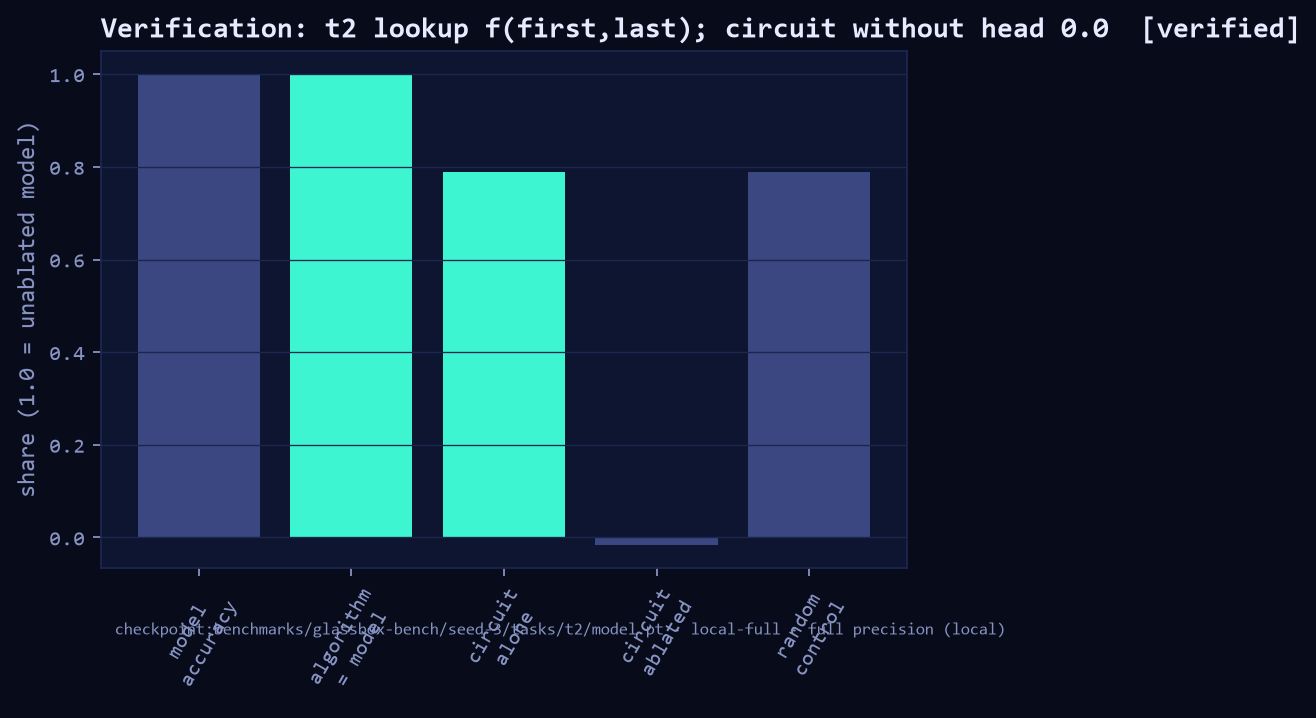 Verification: t2 lookup f(first,last); circuit without head 0.0 [verified]
share (1.0 = unablated model)
1.0
0.8
0.6
0.4
0.2
0.0
model
accuracy
algorithm
= model
circuit
alone
circuit
ablated
random
control
checkpoint:benchmarks/glassbox-bench/seed-3/tasks/t2/model.pt local-full full precision (local)